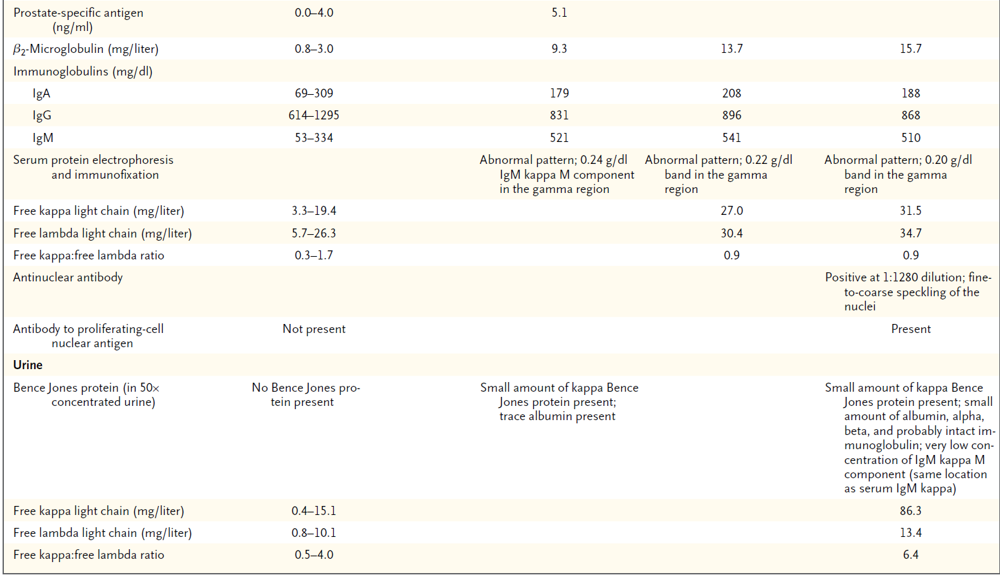 Prostate-specific antigen 0.0–4.0 5.1
(ng/ml)
β2-Microglobulin (mg/liter) 0.8–3.0 9.3 13.7 15.7
Immunoglobulins (mg/dl)
IgA 69–309 179 208 188
IgG 614–1295 831 896 868
IgM 53–334 521 541 510
Serum protein electrophoresis Abnormal pattern; 0.24 g/dl Abnormal pattern; 0.22 g/dl Abnormal pattern; 0.20 g/dl
and immunofixation IgM kappa M component band in the gamma band in the gamma
in the gamma region region region
Free kappa light chain (mg/liter) 3.3–19.4 27.0 31.5
Free lambda light chain (mg/liter) 5.7–26.3 30.4 34.7
Free kappa:free lambda ratio 0.3–1.7 0.9 0.9
Antinuclear antibody Positive at 1:1280 dilution; fine-
to-coarse speckling of the
nuclei
Antibody to proliferating-cell Not present Present
nuclear antigen
Urine
Bence Jones protein (in 50× No Bence Jones pro- Small amount of kappa Bence Small amount of kappa Bence
concentrated urine) tein present Jones protein present; Jones protein present; small
trace albumin present amount of albumin, alpha,
beta, and probably intact im-
munoglobulin; very low con-
centration of IgM kappa M
component (same location
as serum IgM kappa)
Free kappa light chain (mg/liter) 0.4–15.1 86.3
Free lambda light chain (mg/liter) 0.8–10.1 13.4
Free kappa:free lambda ratio 0.5–4.0 6.4